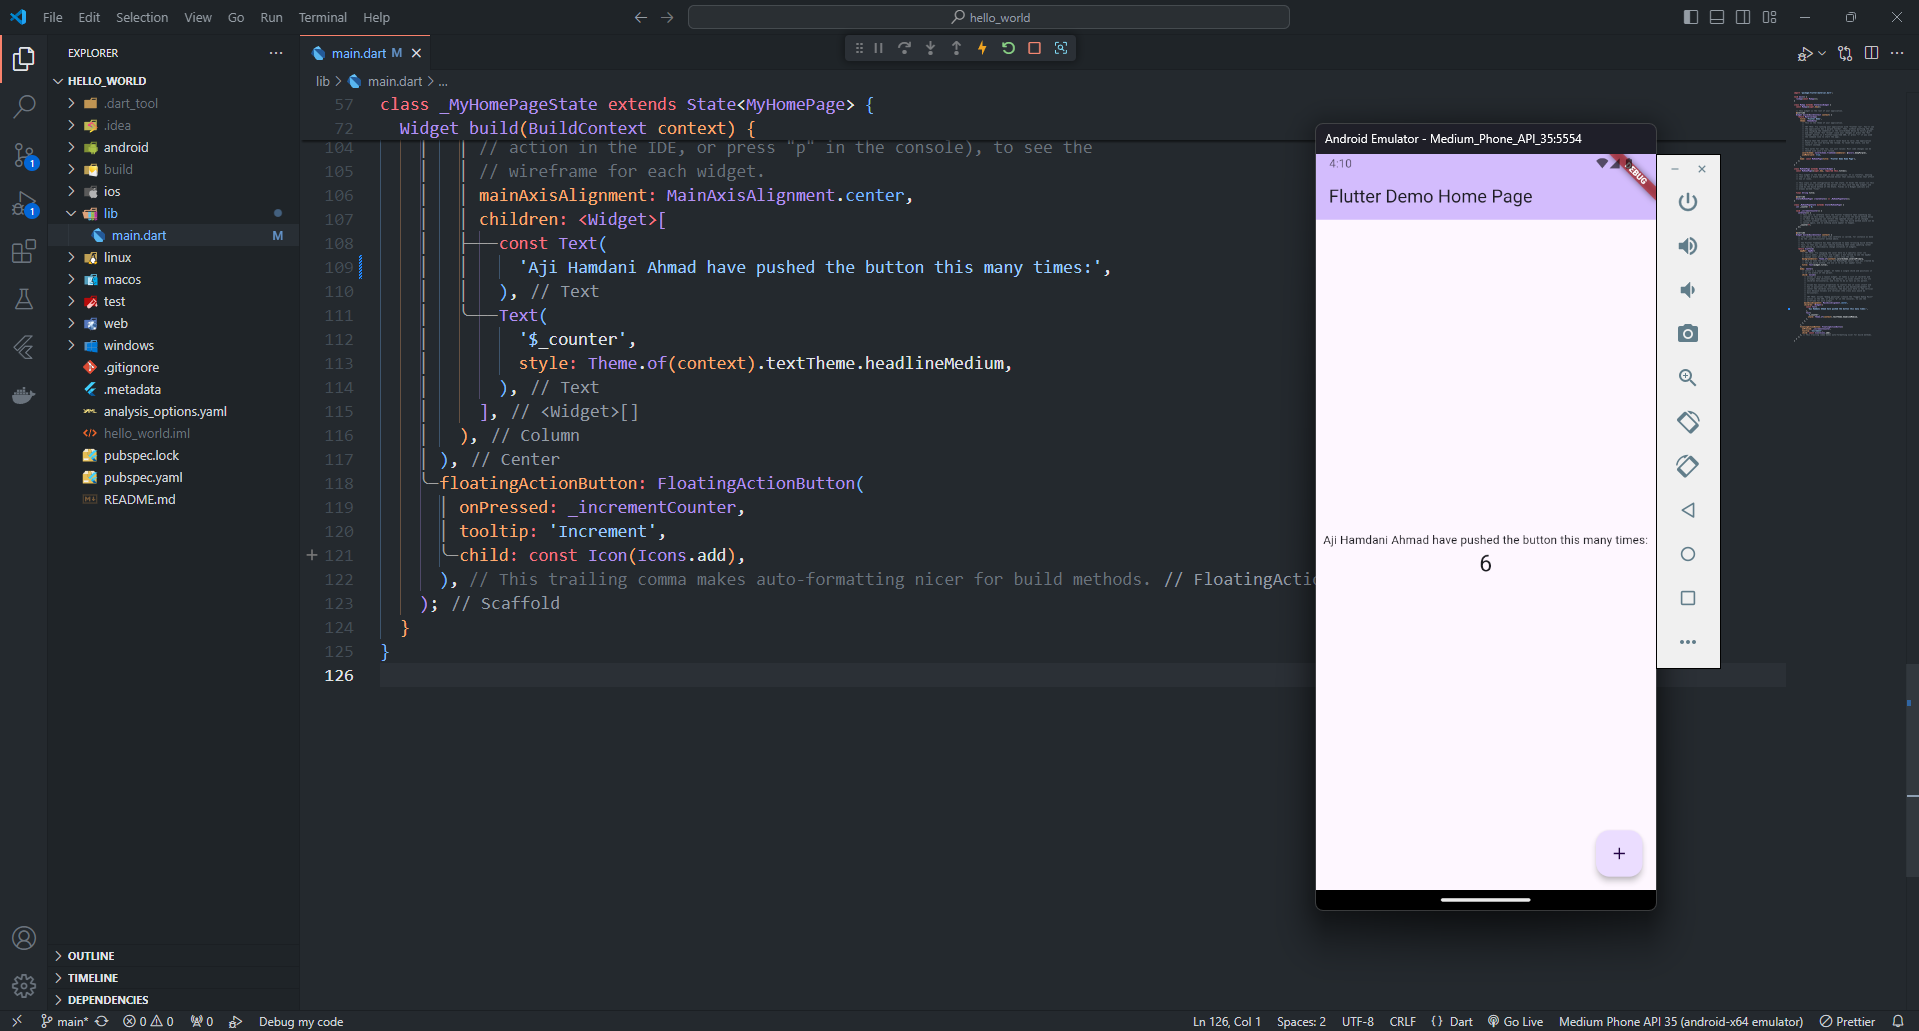 File Edit Selection View Go Run Terminal Help
hello_world
EXPLORER
HELLO_WORLD
.dart_tool
.idea
android
build
ios
lib
main.dart M
linux
macos
test
web
windows
.gitignore
.metadata
analysis_options.yaml
hello_world.iml
pubspec.lock
pubspec.yaml
README.md
OUTLINE
TIMELINE
DEPENDENCIES
1
1
main.dart M
lib > main.dart > ...
57 class _MyHomePageState extends State<MyHomePage> {
72 Widget build(BuildContext context) {
104 // action in the IDE, or press "p" in the console), to see the
105 // wireframe for each widget.
106 mainAxisAlignment: MainAxisAlignment.center,
107 children: <Widget>[
108 const Text(
109 'Aji Hamdani Ahmad have pushed the button this many times:',
110 ), // Text
111 Text(
112 '$_counter',
113 style: Theme.of(context).textTheme.headlineMedium,
114 ), // Text
115 ], // <Widget>[]
116 ), // Column
117 ), // Center
118 floatingActionButton: FloatingActionButton(
119 onPressed: _incrementCounter,
120 tooltip: 'Increment',
121 child: const Icon(Icons.add),
122 ), // This trailing comma makes auto-formatting nicer for build methods. // FloatingActio
123 ); // Scaffold
124 }
125 }
126
Android Emulator - Medium_Phone_API_35:5554
4:10
DEBUG
Flutter Demo Home Page
Aji Hamdani Ahmad have pushed the button this many times:
6
main* 0 0 0 Debug my code
Ln 126, Col 1 Spaces: 2 UTF-8 CRLF {} Dart Go Live Medium Phone API 35 (android-x64 emulator) Prettier